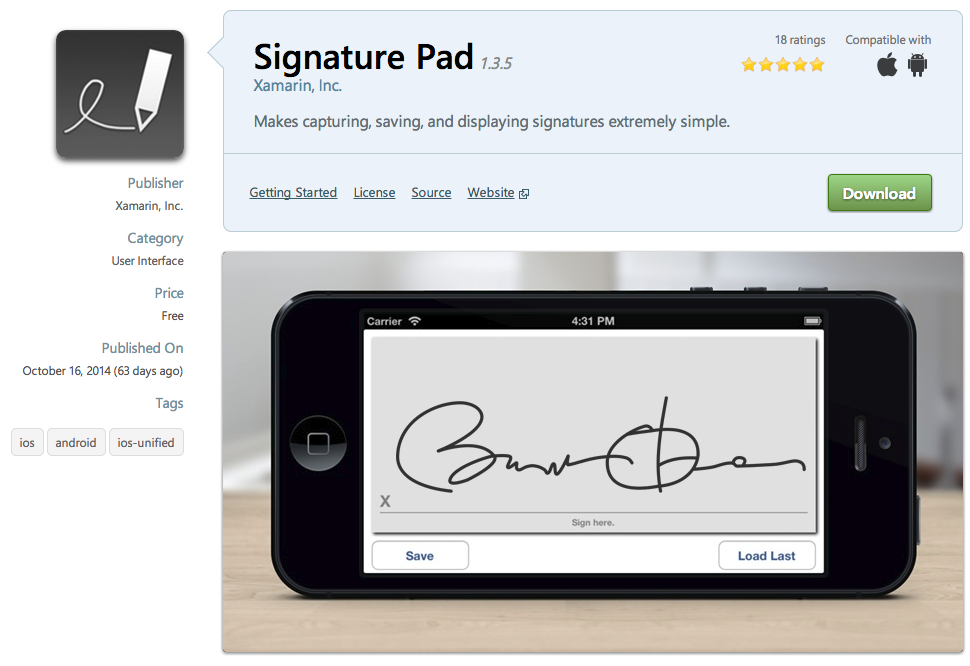 Signature Pad 1.3.5
Xamarin, Inc.
Makes capturing, saving, and displaying signatures extremely simple.
18 ratings
Compatible with
Getting Started License Source Website
Download
Publisher
Xamarin, Inc.
Category
User Interface
Price
Free
Published On
October 16, 2014 (63 days ago)
Tags
ios android ios-unified
Carrier 4:31 PM
X
Sign here.
Save Load Last